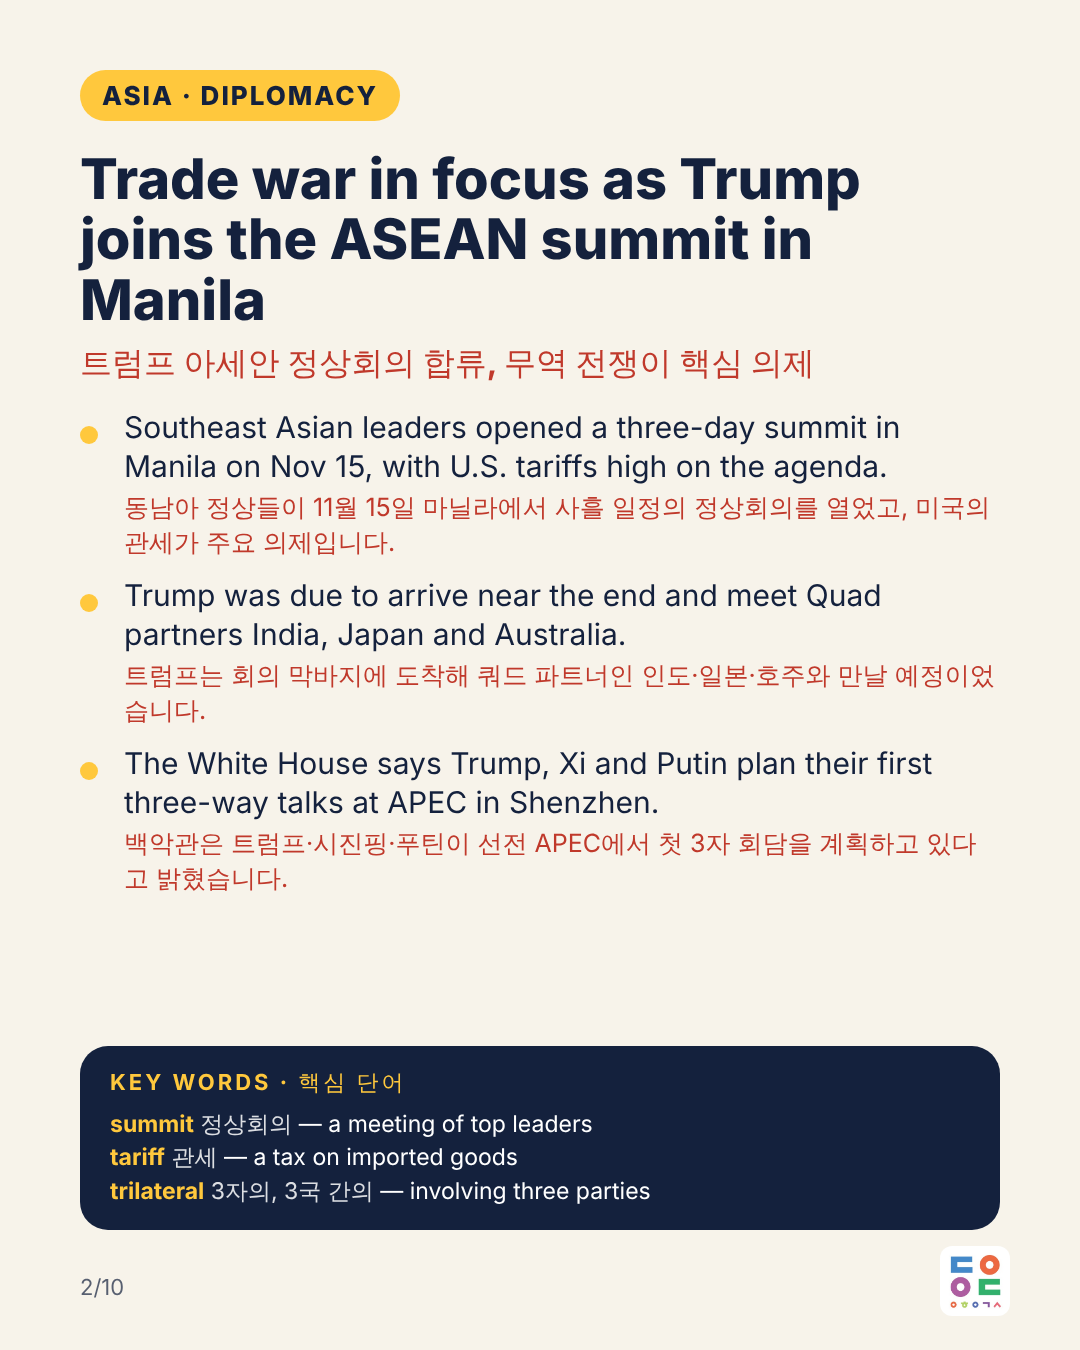 ASIA · DIPLOMACY
Trade war in focus as Trump
joins the ASEAN summit in
Manila
트럼프 아세안 정상회의 합류, 무역 전쟁이 핵심 의제
Southeast Asian leaders opened a three-day summit in
Manila on Nov 15, with U.S. tariffs high on the agenda.
동남아 정상들이 11월 15일 마닐라에서 사흘 일정의 정상회의를 열었고, 미국의
관세가 주요 의제입니다.
Trump was due to arrive near the end and meet Quad
partners India, Japan and Australia.
트럼프는 회의 막바지에 도착해 쿼드 파트너인 인도·일본·호주와 만날 예정이었
습니다.
The White House says Trump, Xi and Putin plan their first
three-way talks at APEC in Shenzhen.
백악관은 트럼프·시진핑·푸틴이 선전 APEC에서 첫 3자 회담을 계획하고 있다
고 밝혔습니다.
KEY WORDS · 핵심 단어
summit 정상회의 — a meeting of top leaders
tariff 관세 — a tax on imported goods
trilateral 3자의, 3국 간의 — involving three parties
2/10